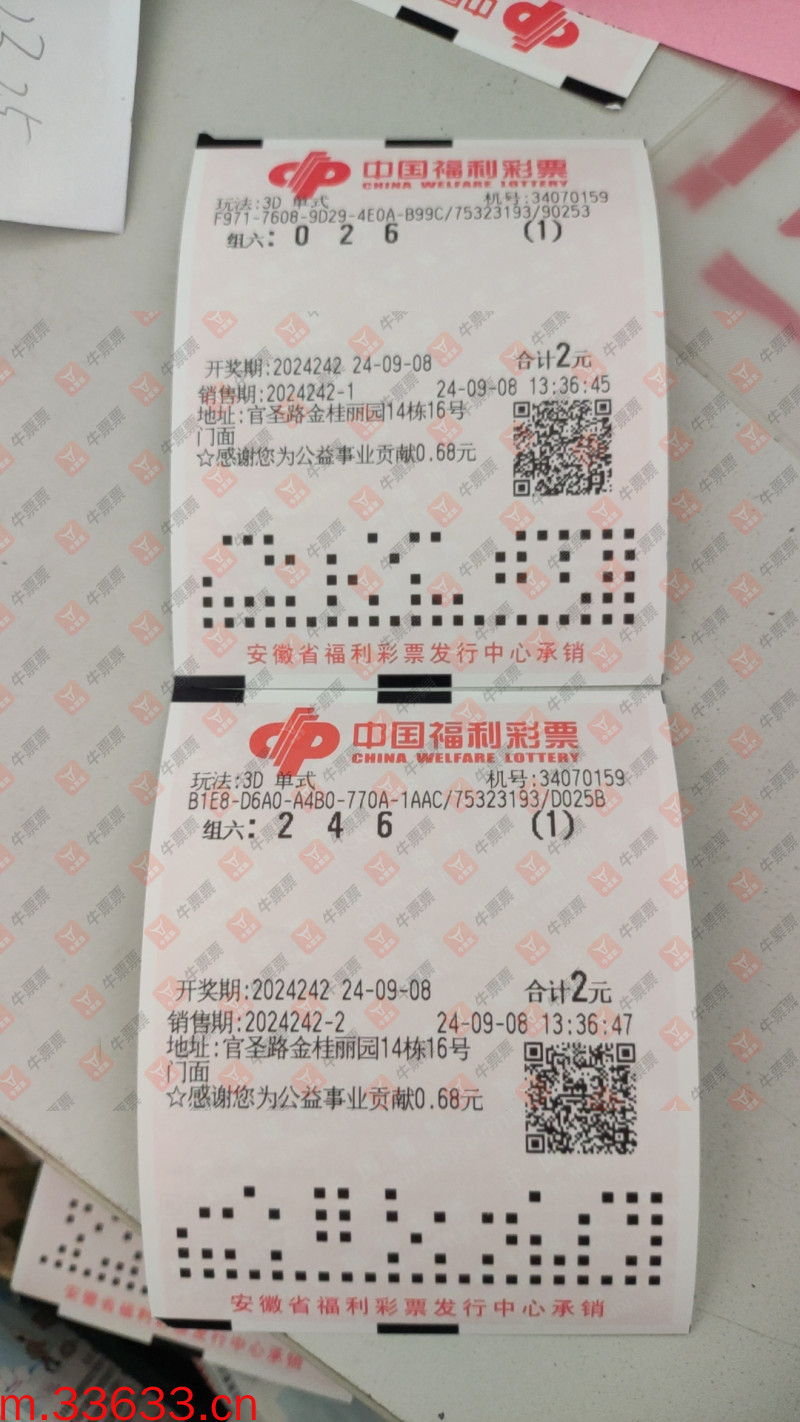 中国福利彩票
CHINA WELFARE LOTTERY
玩法:3D 单式 机号:34070159
F971-7608-9D29-4E0A-B99C/75323193/90253
组六: 0 2 6 (1)
开奖期:2024242 24-09-08 合计2元
销售期:2024242-1 24-09-08 13:36:45
地址:官圣路金桂丽园14栋16号
门面
☆感谢您为公益事业贡献0.68元
安徽省福利彩票发行中心承销
中国福利彩票
CHINA WELFARE LOTTERY
玩法:3D 单式 机号:34070159
B1E8-D6A0-A4B0-770A-1AAC/75323193/D025B
组六: 2 4 6 (1)
开奖期:2024242 24-09-08 合计2元
销售期:2024242-2 24-09-08 13:36:47
地址:官圣路金桂丽园14栋16号
门面
☆感谢您为公益事业贡献0.68元
安徽省福利彩票发行中心承销
牛票票
m.33633.cn